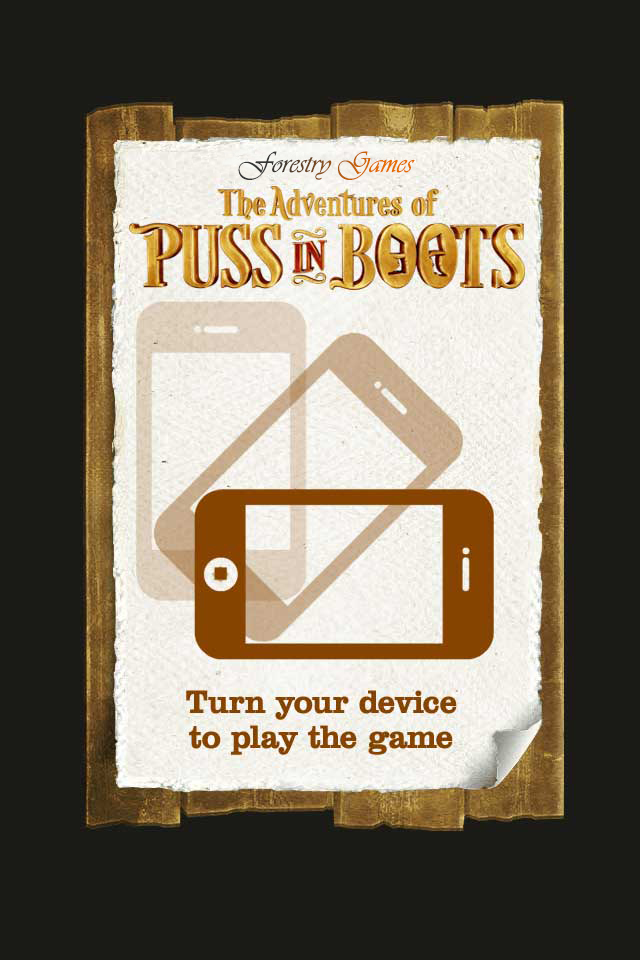 Forestry Games
The Adventures of
PUSS IN BOOTS
Turn your device
to play the game